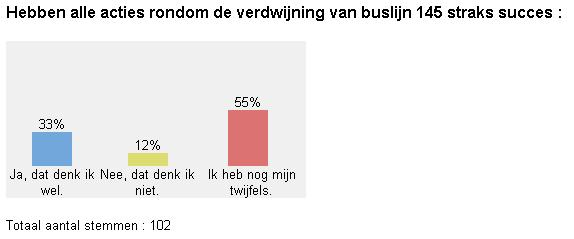 Hebben alle acties rondom de verdwijning van buslijn 145 straks succes :
33%
12%
55%
Ja, dat denk ik wel.
Nee, dat denk ik niet.
Ik heb nog mijn twijfels.
Totaal aantal stemmen : 102